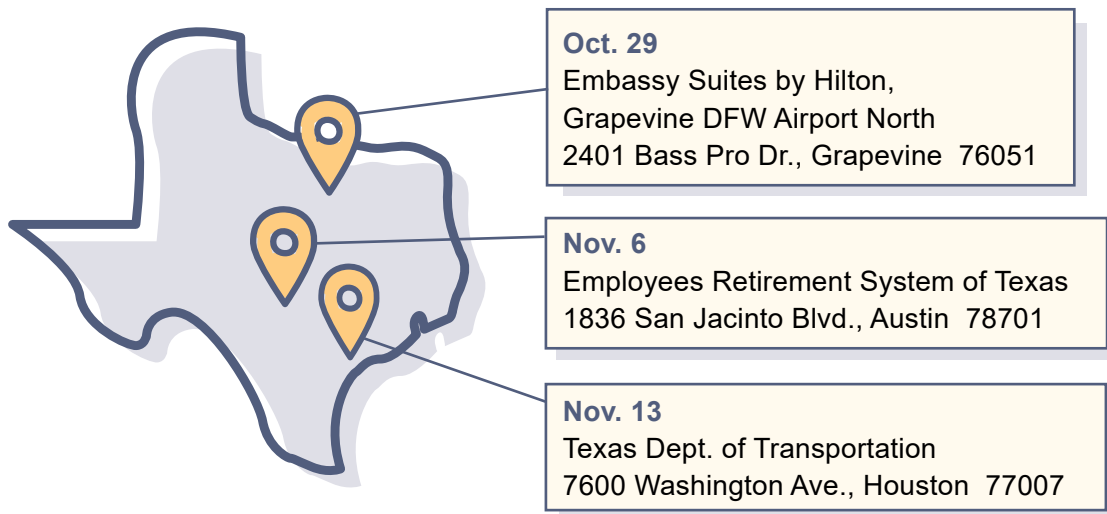 Oct. 29
Embassy Suites by Hilton,
Grapevine DFW Airport North
2401 Bass Pro Dr., Grapevine  76051
Nov. 6
Employees Retirement System of Texas
1836 San Jacinto Blvd., Austin  78701
Nov. 13
Texas Dept. of Transportation
7600 Washington Ave., Houston  77007